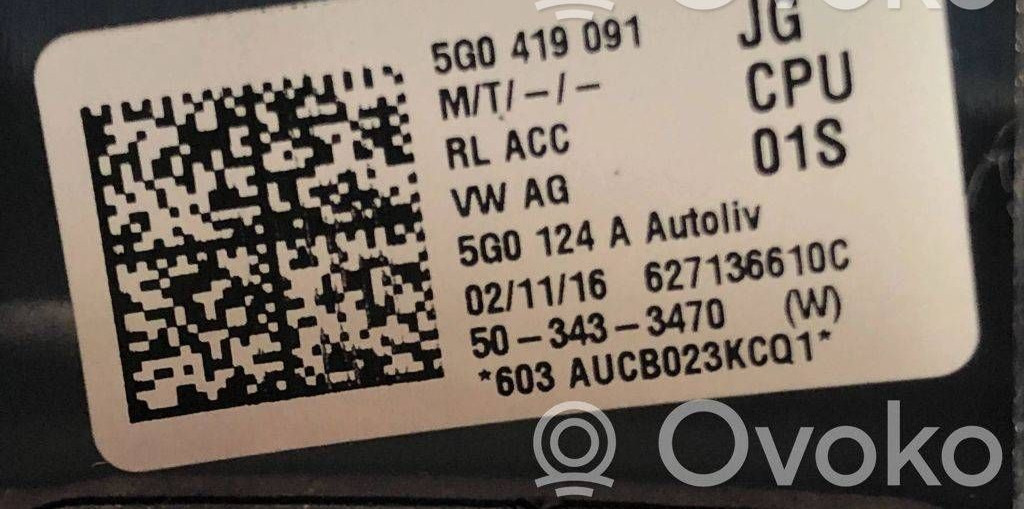 5G0 419 091 JG
M/T/-/- CPU
RL ACC 01S
VW AG
5G0 124 A Autoliv
02/11/16 627136610C
50-343-3470 (W)
*603 AUCB023KCQ1*
Ovoko